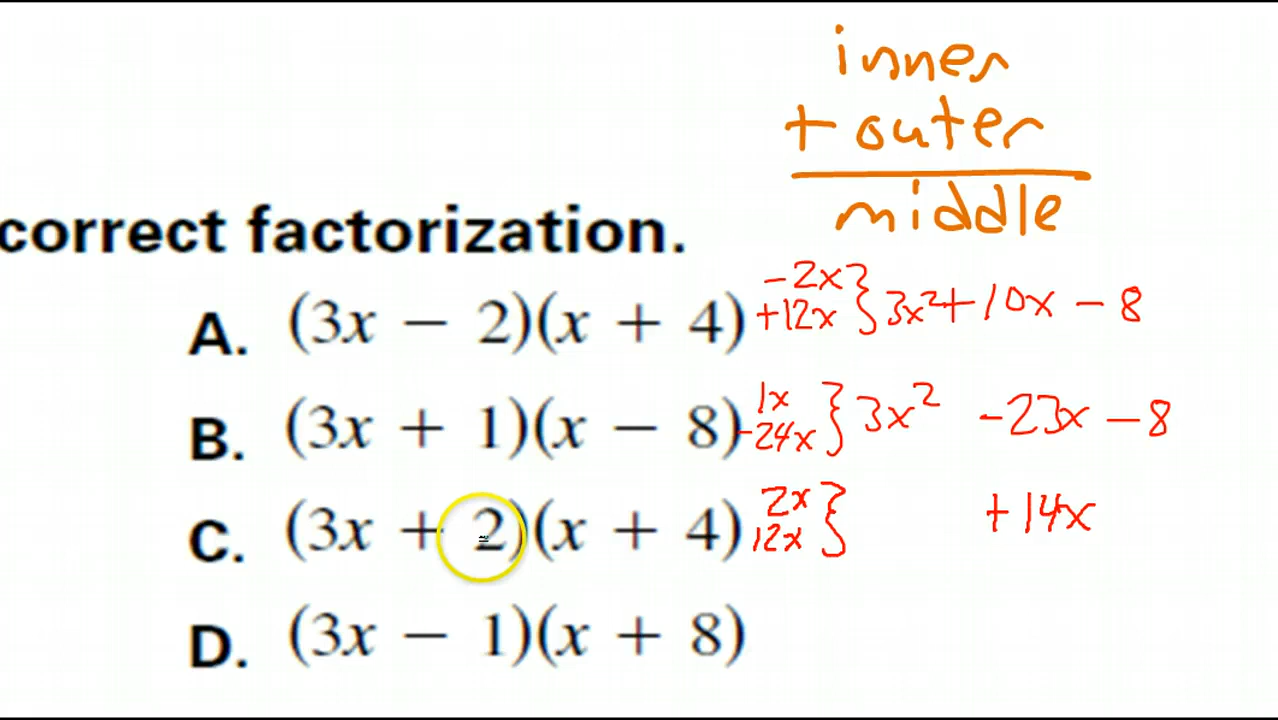 inner
+ outer
middle
correct factorization.
A. (3x − 2)(x + 4) -2x +12x } 3x² + 10x - 8
B. (3x + 1)(x − 8) 1x -24x } 3x² -23x - 8
C. (3x + 2)(x + 4) 2x 12x } +14x
D. (3x − 1)(x + 8)